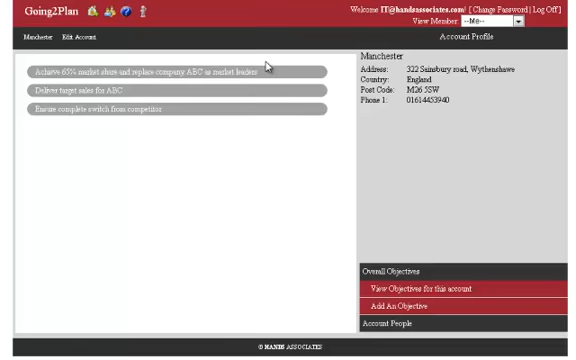 Going2Plan
Welcome IT@handsassociates.com! [ Change Password | Log Off ]
View Member: --Me--
Manchester Edit Account
Account Profile
Achieve 65% market share and replace company ABC as market leaders
Deliver target sales for ABC
Ensure complete switch from competitor
Manchester
Address: 322 Sainsbury road, Wythenshawe
Country: England
Post Code: M26 5SW
Phone 1: 01614453940
Overall Objectives
View Objectives for this account
Add An Objective
Account People
© HANDS ASSOCIATES